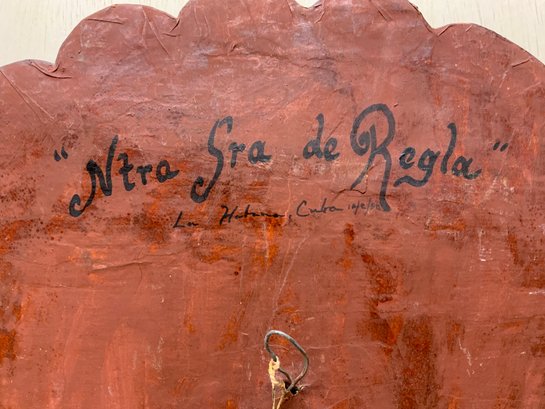 "Ntra Sra de Regla"
La Habana, Cuba